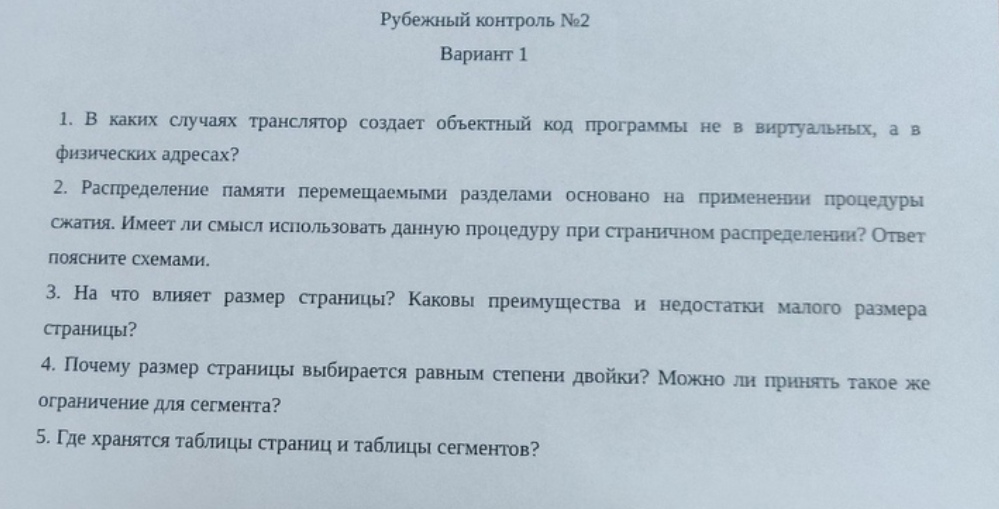 Рубежный контроль №2
Вариант 1
1. В каких случаях транслятор создает объектный код программы не в виртуальных, а в
физических адресах?
2. Распределение памяти перемещаемыми разделами основано на применении процедуры
сжатия. Имеет ли смысл использовать данную процедуру при страничном распределении? Ответ
поясните схемами.
3. На что влияет размер страницы? Каковы преимущества и недостатки малого размера
страницы?
4. Почему размер страницы выбирается равным степени двойки? Можно ли принять такое же
ограничение для сегмента?
5. Где хранятся таблицы страниц и таблицы сегментов?